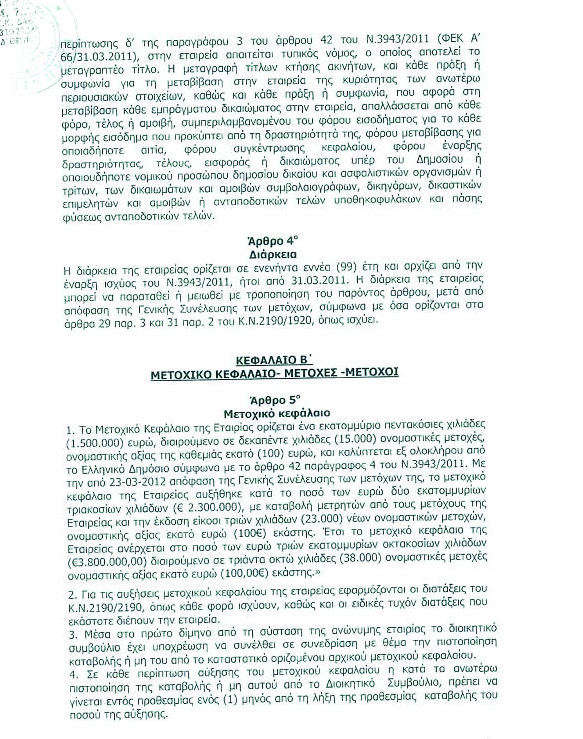 περίπτωσης δ’ της παραγράφου 3 του άρθρου 42 του Ν.3943/2011 (ΦΕΚ Α’
66/31.03.2011), στην εταιρεία απαιτείται τυπικός νόμος, ο οποίος αποτελεί το
μεταγραπτέο τίτλο. Η μεταγραφή τίτλων κτήσης ακινήτων, και κάθε πράξη ή
συμφωνία για τη μεταβίβαση στην εταιρεία της κυριότητας των ανωτέρω
περιουσιακών στοιχείων, καθώς και κάθε πράξη ή συμφωνία, που αφορά στη
μεταβίβαση κάθε εμπράγματου δικαιώματος στην εταιρεία, απαλλάσσεται από κάθε
φόρο, τέλος ή αμοιβή, συμπεριλαμβανομένου του φόρου εισοδήματος για το κάθε
μορφής εισόδημα που προκύπτει από τη δραστηριότητά της, φόρου μεταβίβασης για
οποιαδήποτε αιτία, φόρου συγκέντρωσης κεφαλαίου, φόρου έναρξης
δραστηριότητας, τέλους, εισφοράς ή δικαιώματος υπέρ του Δημοσίου ή
οποιουδήποτε νομικού προσώπου δημοσίου δικαίου και ασφαλιστικών οργανισμών ή
τρίτων, των δικαιωμάτων και αμοιβών συμβολαιογράφων, δικηγόρων, δικαστικών
επιμελητών και αμοιβών ή ανταποδοτικών τελών υποθηκοφυλάκων και πάσης
φύσεως ανταποδοτικών τελών.
Άρθρο 4°
Διάρκεια
Η διάρκεια της εταιρείας ορίζεται σε ενενήντα εννέα (99) έτη και αρχίζει από την
έναρξη ισχύος του Ν.3943/2011, ήτοι από 31.03.2011. Η διάρκεια της εταιρείας
μπορεί να παραταθεί ή μειωθεί με τροποποίηση του παρόντος άρθρου, μετά από
απόφαση της Γενικής Συνέλευσης των μετόχων, σύμφωνα με όσα ορίζονται στα
άρθρα 29 παρ. 3 και 31 παρ. 2 του Κ.Ν.2190/1920, όπως ισχύει.
ΚΕΦΑΛΑΙΟ Β΄
ΜΕΤΟΧΙΚΟ ΚΕΦΑΛΑΙΟ- ΜΕΤΟΧΕΣ -ΜΕΤΟΧΟΙ
Άρθρο 5°
Μετοχικό κεφάλαιο
1. Το Μετοχικό Κεφάλαιο της Εταιρίας ορίζεται ένα εκατομμύριο πεντακόσιες χιλιάδες
(1.500.000) ευρώ, διαιρούμενο σε δεκαπέντε χιλιάδες (15.000) ονομαστικές μετοχές,
ονομαστικής αξίας της καθεμιάς εκατό (100) ευρώ, και καλύπτεται εξ ολοκλήρου από
το Ελληνικό Δημόσιο σύμφωνα με το άρθρο 42 παράγραφος 4 του Ν.3943/2011. Με
την από 23-03-2012 απόφαση της Γενικής Συνέλευσης των μετόχων της, το μετοχικό
κεφάλαιο της Εταιρείας αυξήθηκε κατά το ποσό των ευρώ δύο εκατομμυρίων
τριακοσίων χιλιάδων (€ 2.300.000), με καταβολή μετρητών από τους μετόχους της
Εταιρείας και την έκδοση είκοσι τριών χιλιάδων (23.000) νέων ονομαστικών μετοχών,
ονομαστικής αξίας εκατό ευρώ (100€) εκάστης. Έτσι το μετοχικό κεφάλαιο της
Εταιρείας ανέρχεται στο ποσό των ευρώ τριών εκατομμυρίων οκτακοσίων χιλιάδων
(€3.800.000,00) διαιρούμενο σε τριάντα οκτώ χιλιάδες (38.000) ονομαστικές μετοχές
ονομαστικής αξίας εκατό ευρώ (100,00€) εκάστης.»
2. Για τις αυξήσεις μετοχικού κεφαλαίου της εταιρείας εφαρμόζονται οι διατάξεις του
Κ.Ν.2190/2190, όπως κάθε φορά ισχύουν, καθώς και οι ειδικές τυχόν διατάξεις που
εκάστοτε διέπουν την εταιρεία.
3. Μέσα στο πρώτο δίμηνο από τη σύσταση της ανώνυμης εταιρίας το διοικητικό
συμβούλιο έχει υποχρέωση να συνέλθει σε συνεδρίαση με θέμα την πιστοποίηση
καταβολής ή μη του από το καταστατικό οριζομένου αρχικού μετοχικού κεφαλαίου.
4. Σε κάθε περίπτωση αύξησης του μετοχικού κεφαλαίου η κατά τα ανωτέρω
πιστοποίηση της καταβολής ή μη αυτού από το Διοικητικό Συμβούλιο, πρέπει να
γίνεται εντός προθεσμίας ενός (1) μηνός από τη λήξη της προθεσμίας καταβολής του
ποσού της αύξησης.